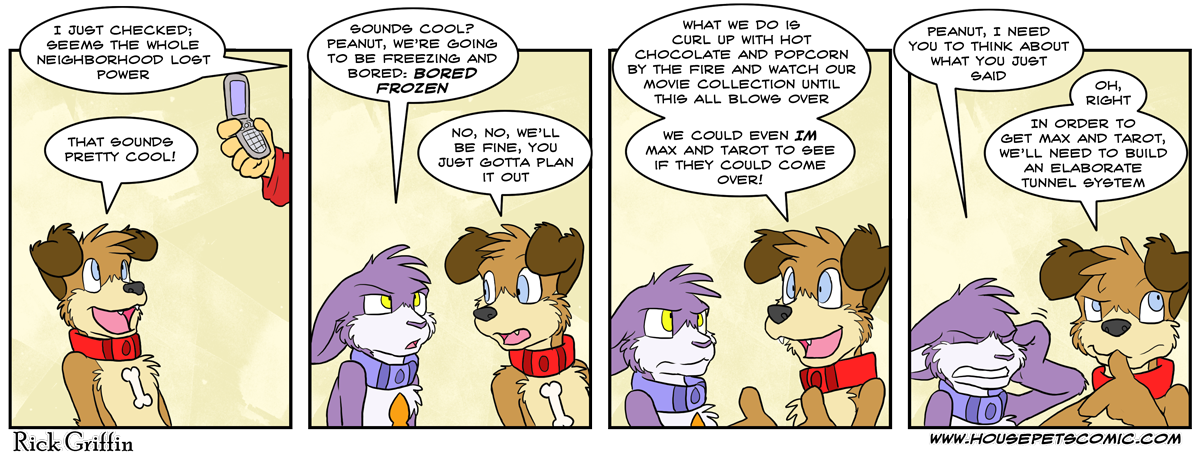 I JUST CHECKED;
SEEMS THE WHOLE
NEIGHBORHOOD LOST
POWER
THAT SOUNDS
PRETTY COOL!
SOUNDS COOL?
PEANUT, WE'RE GOING
TO BE FREEZING AND
BORED: BORED
FROZEN
NO, NO, WE'LL
BE FINE, YOU
JUST GOTTA PLAN
IT OUT
WHAT WE DO IS
CURL UP WITH HOT
CHOCOLATE AND POPCORN
BY THE FIRE AND WATCH OUR
MOVIE COLLECTION UNTIL
THIS ALL BLOWS OVER
WE COULD EVEN IM
MAX AND TAROT TO SEE
IF THEY COULD COME
OVER!
PEANUT, I NEED
YOU TO THINK ABOUT
WHAT YOU JUST
SAID
OH,
RIGHT
IN ORDER TO
GET MAX AND TAROT,
WE'LL NEED TO BUILD
AN ELABORATE
TUNNEL SYSTEM
Rick Griffin
WWW.HOUSEPETSCOMIC.COM